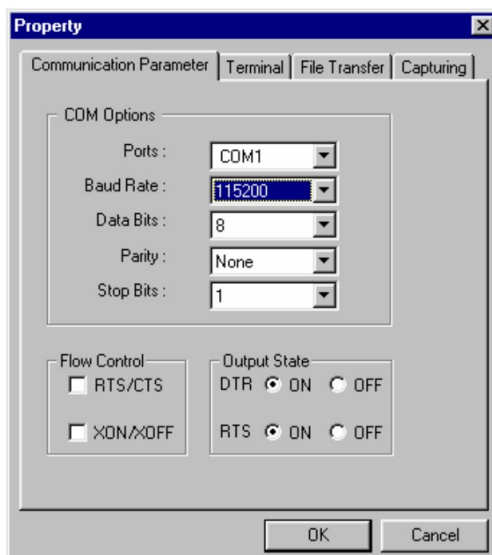 Property
Communication Parameter Terminal File Transfer Capturing
COM Options
Ports : COM1
Baud Rate : 115200
Data Bits : 8
Parity : None
Stop Bits : 1
Flow Control
RTS/CTS
XON/XOFF
Output State
DTR ON OFF
RTS ON OFF
OK Cancel